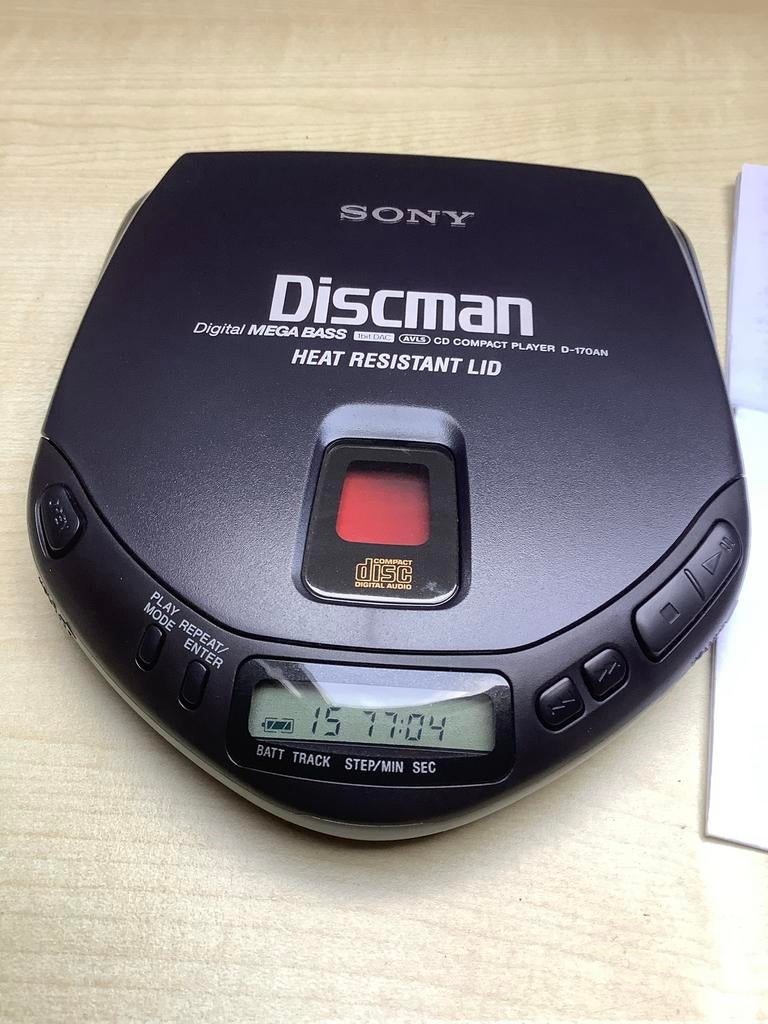 SONY
Discman
Digital MEGA BASS 1bit DAC AVLS CD COMPACT PLAYER D-170AN
HEAT RESISTANT LID
COMPACT
disc
DIGITAL AUDIO
PLAY MODE
REPEAT/ ENTER
15 77:04
BATT TRACK STEP/MIN SEC